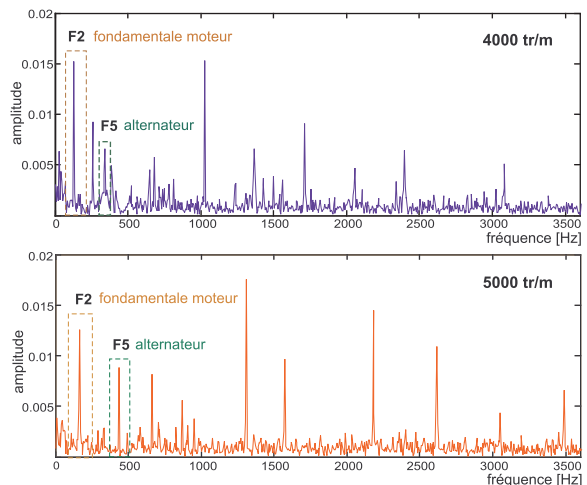 0.02
4000 tr/m
F2 fondamentale moteur
0.015
F5 alternateur
0.01
amplitude
0.005
0 500 1000 1500 2000 2500 3000 3500
fréquence [Hz]
0.02
5000 tr/m
F2 fondamentale moteur
0.015
F5 alternateur
0.01
amplitude
0.005
0 500 1000 1500 2000 2500 3000 3500
fréquence [Hz]